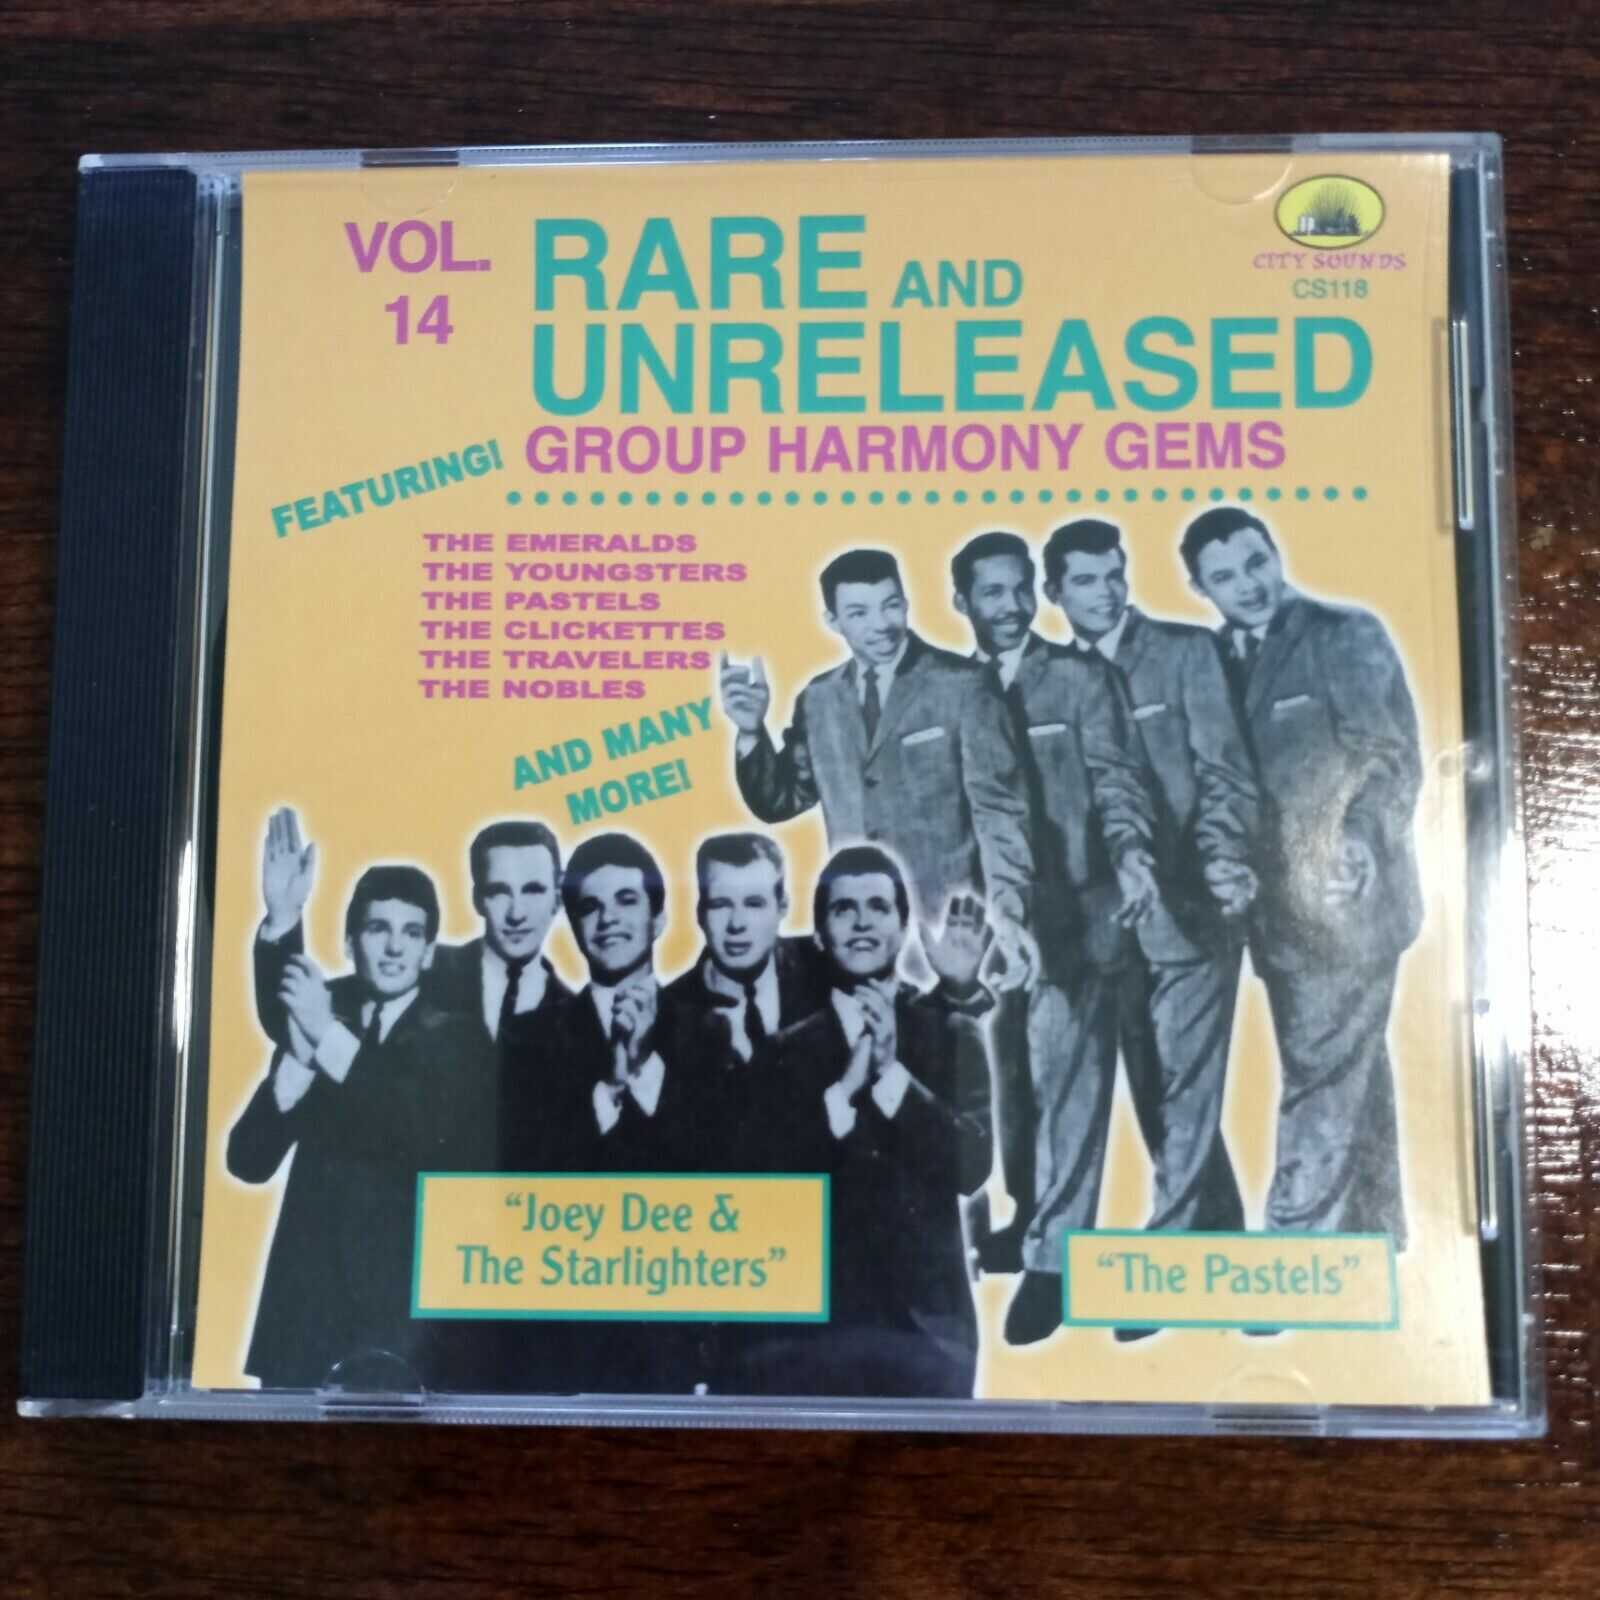 VOL.
14
RARE AND
UNRELEASED
GROUP HARMONY GEMS
CITY SOUNDS
CS118
FEATURING!
THE EMERALDS
THE YOUNGSTERS
THE PASTELS
THE CLICKETTES
THE TRAVELERS
THE NOBLES
AND MANY
MORE!
"Joey Dee &
The Starlighters"
"The Pastels"